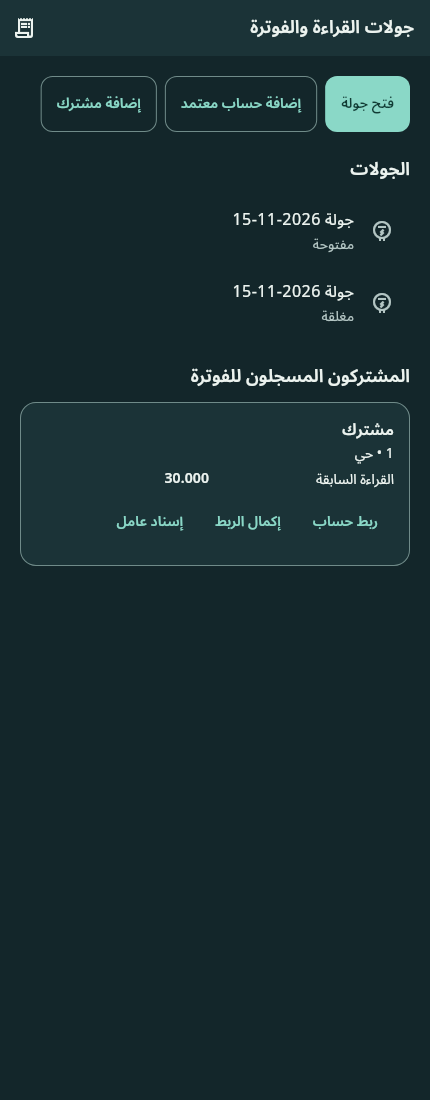 جولات القراءة والفوترة
فتح جولة
إضافة حساب معتمد
إضافة مشترك
الجولات
جولة 2026-11-15
مفتوحة
جولة 2026-11-15
مغلقة
المشتركون المسجلون للفوترة
مشترك
1 • حي
القراءة السابقة 30.000
ربط حساب
إكمال الربط
إسناد عامل